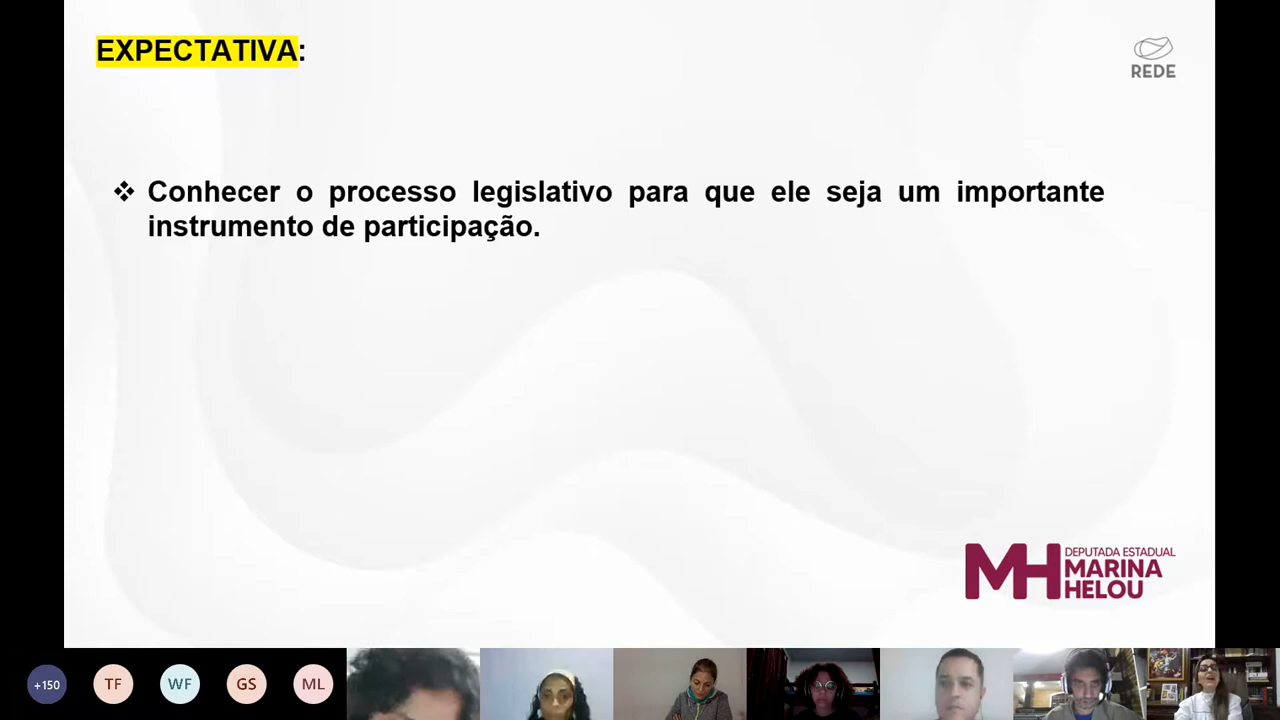 EXPECTATIVA:
REDE
❖ Conhecer o processo legislativo para que ele seja um importante
instrumento de participação.
MH DEPUTADA ESTADUAL
MARINA
HELOU
+150 TF WF GS ML